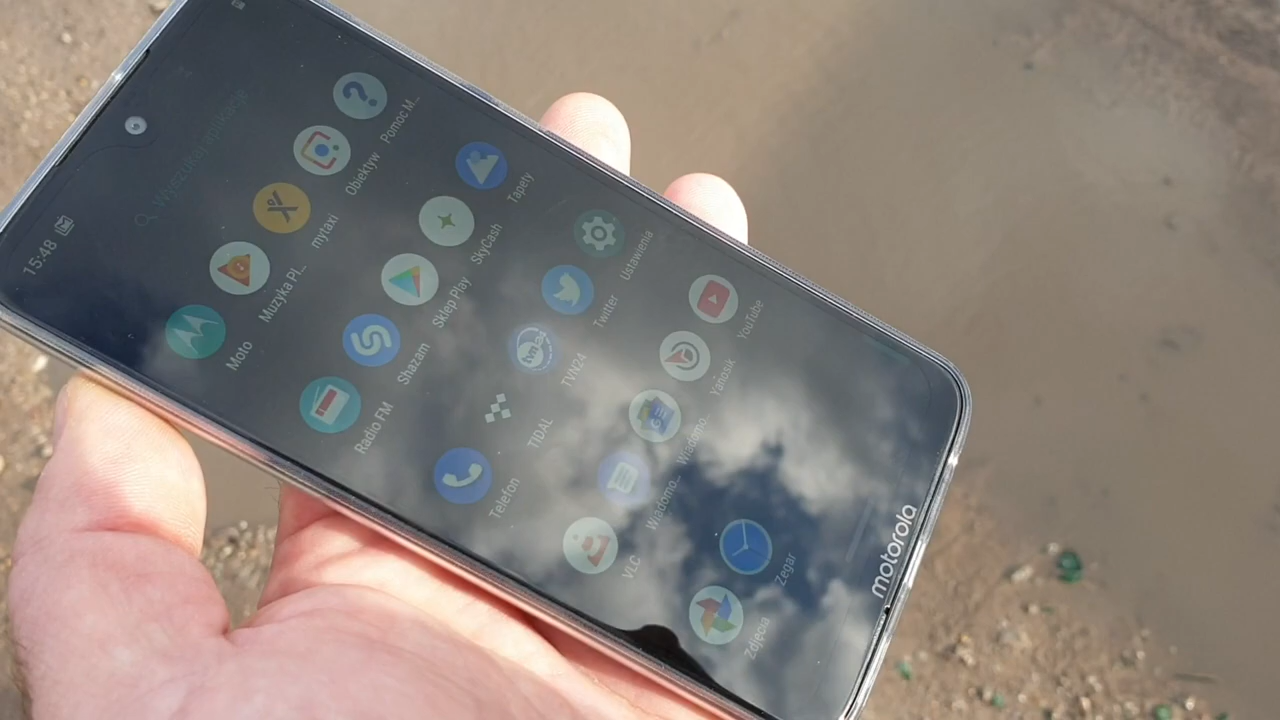 15:48
Wyszukaj aplikacje
Moto
Muzyka Pl...
mytaxi
Obiektyw
Pomoc M...
Radio FM
Shazam
Sklep Play
SkyCash
Tapety
tvn24
Telefon
TIDAL
TVN24
Twitter
Ustawienia
VLC
Wiadomo...
Wiadomo...
Yanosik
YouTube
Zdjęcia
Zegar
motorola